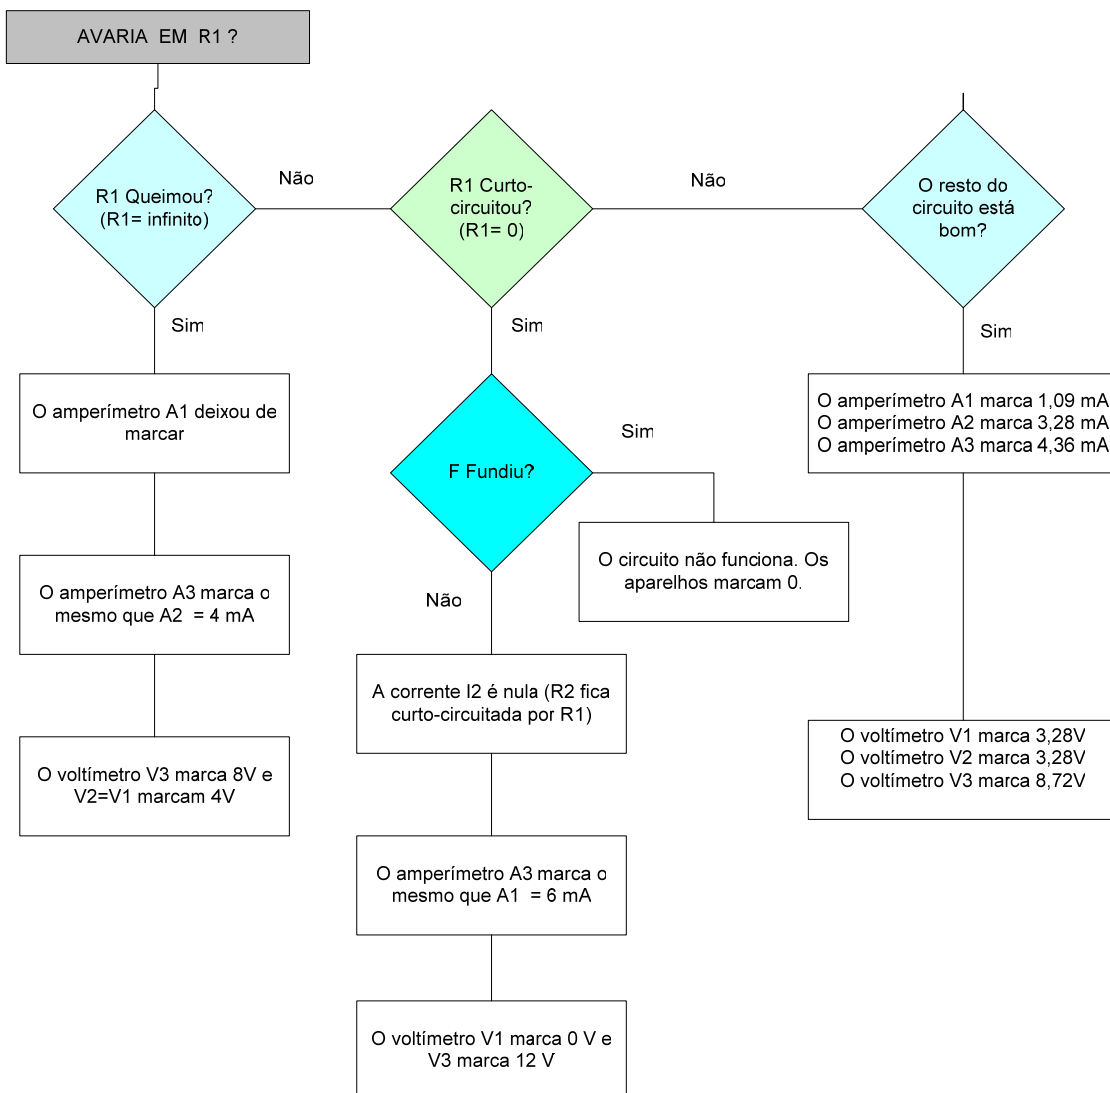 AVARIA EM R1 ?
R1 Queimou?
(R1= infinito)
Não
R1 Curto-
circuitou?
(R1= 0)
Não
O resto do
circuito está
bom?
Sim
Sim
Sim
O amperímetro A1 deixou de
marcar
O amperímetro A3 marca o
mesmo que A2 = 4 mA
O voltímetro V3 marca 8V e
V2=V1 marcam 4V
F Fundiu?
Sim
O circuito não funciona. Os
aparelhos marcam 0.
Não
A corrente I2 é nula (R2 fica
curto-circuitada por R1)
O amperímetro A3 marca o
mesmo que A1 = 6 mA
O voltímetro V1 marca 0 V e
V3 marca 12 V
O amperímetro A1 marca 1,09 mA
O amperímetro A2 marca 3,28 mA
O amperímetro A3 marca 4,36 mA
O voltímetro V1 marca 3,28V
O voltímetro V2 marca 3,28V
O voltímetro V3 marca 8,72V